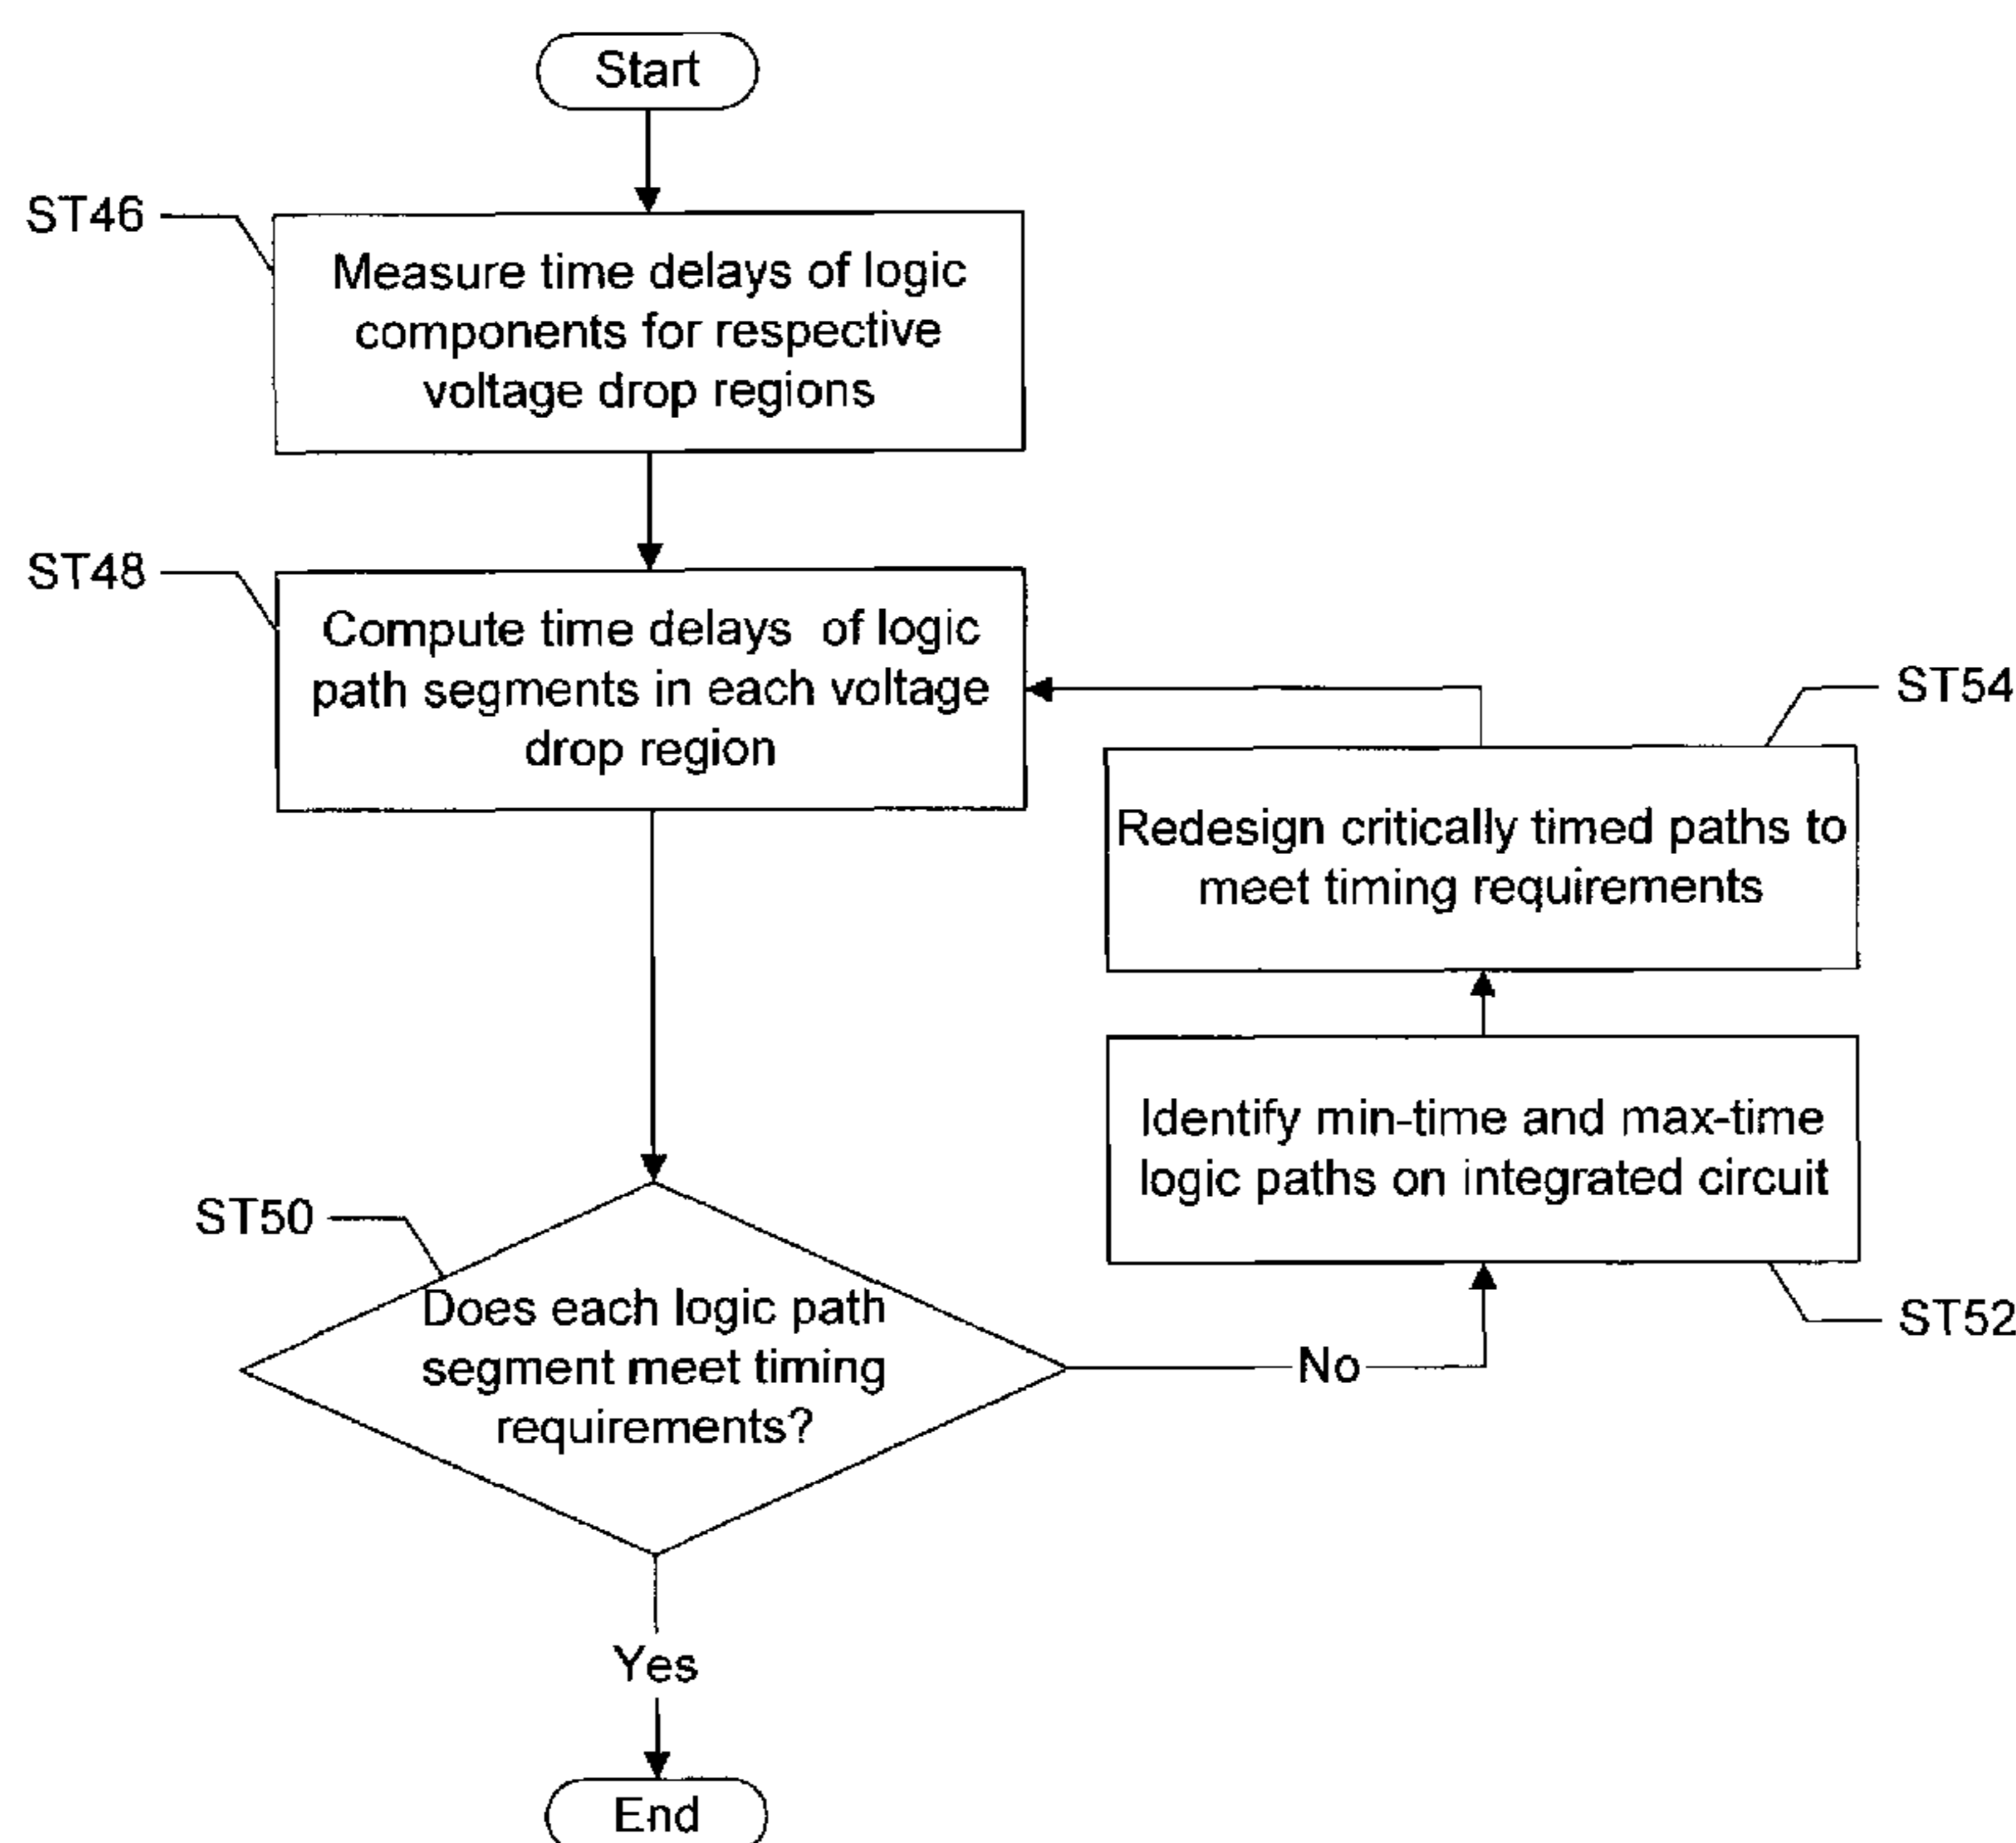 Start
ST46
Measure time delays of logic
components for respective
voltage drop regions
ST48
Compute time delays of logic
path segments in each voltage
drop region
ST54
Redesign critically timed paths to
meet timing requirements
Identify min-time and max-time
logic paths on integrated circuit
ST52
ST50
Does each logic path
segment meet timing
requirements?
No
Yes
End